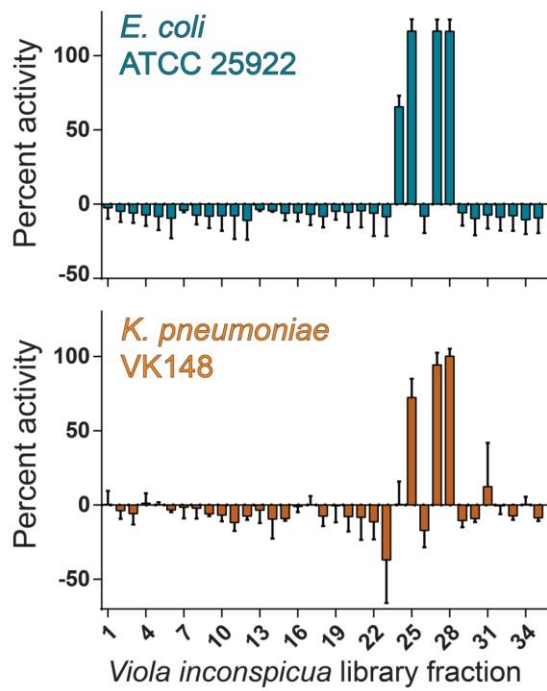 E. coli
ATCC 25922
Percent activity
100
50
0
-50
K. pneumoniae
VK148
Percent activity
100
50
0
-50
1 4 7 10 13 16 19 22 25 28 31 34
Viola inconspicua library fraction